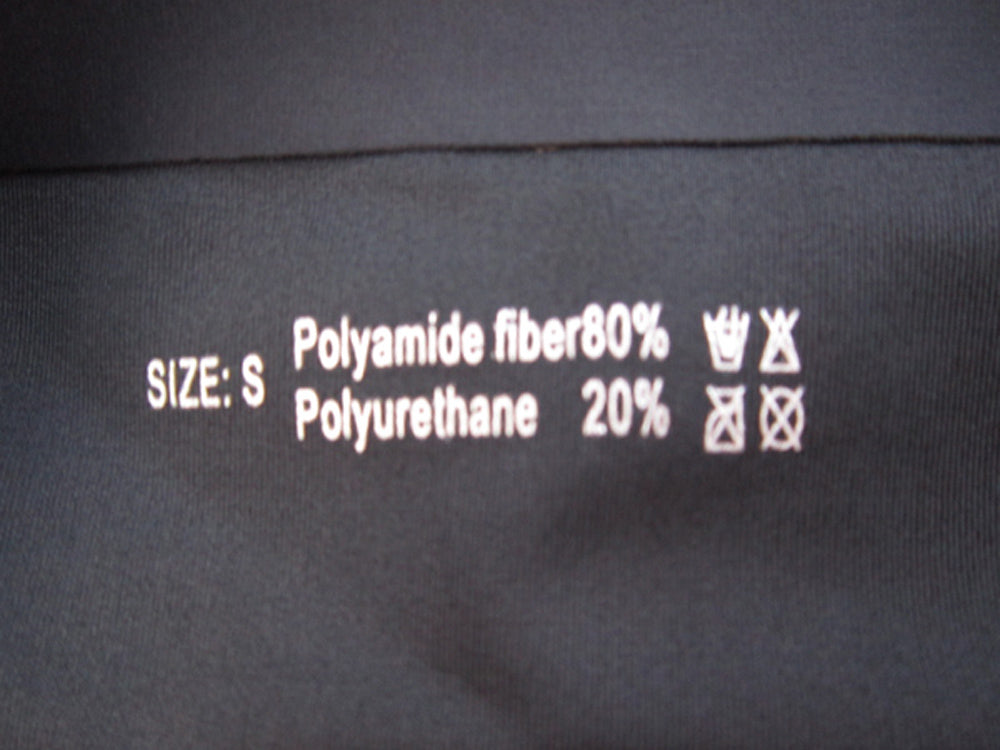 SIZE: S
Polyamide fiber80%
Polyurethane 20%